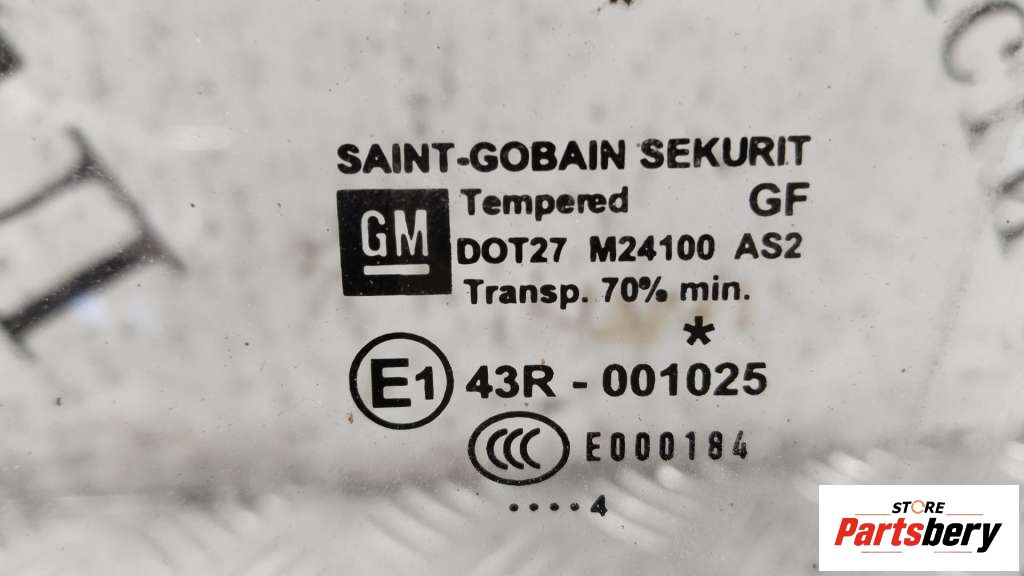 SAINT-GOBAIN SEKURIT
GM
Tempered GF
DOT27 M24100 AS2
Transp. 70% min.
*
E1 43R - 001025
CCC E000184
.... 4
STORE
Partsbery